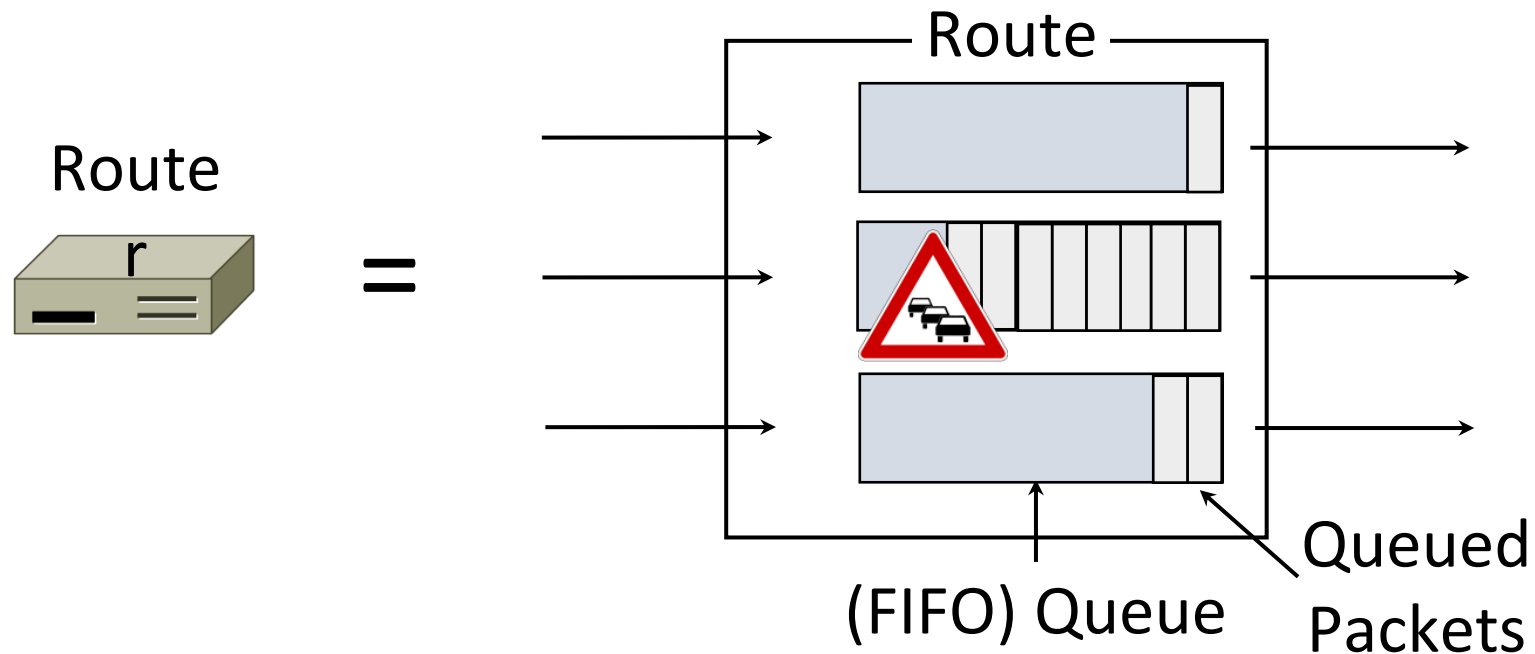 Route
r
=
Route
(FIFO) Queue
Queued
Packets